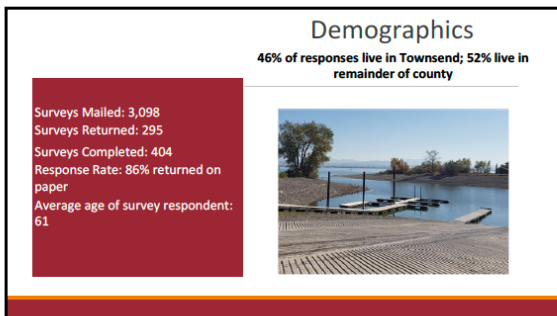 Demographics
46% of responses live in Townsend; 52% live in
remainder of county
Surveys Mailed: 3,098
Surveys Returned: 295
Surveys Completed: 404
Response Rate: 86% returned on
paper
Average age of survey respondent:
61